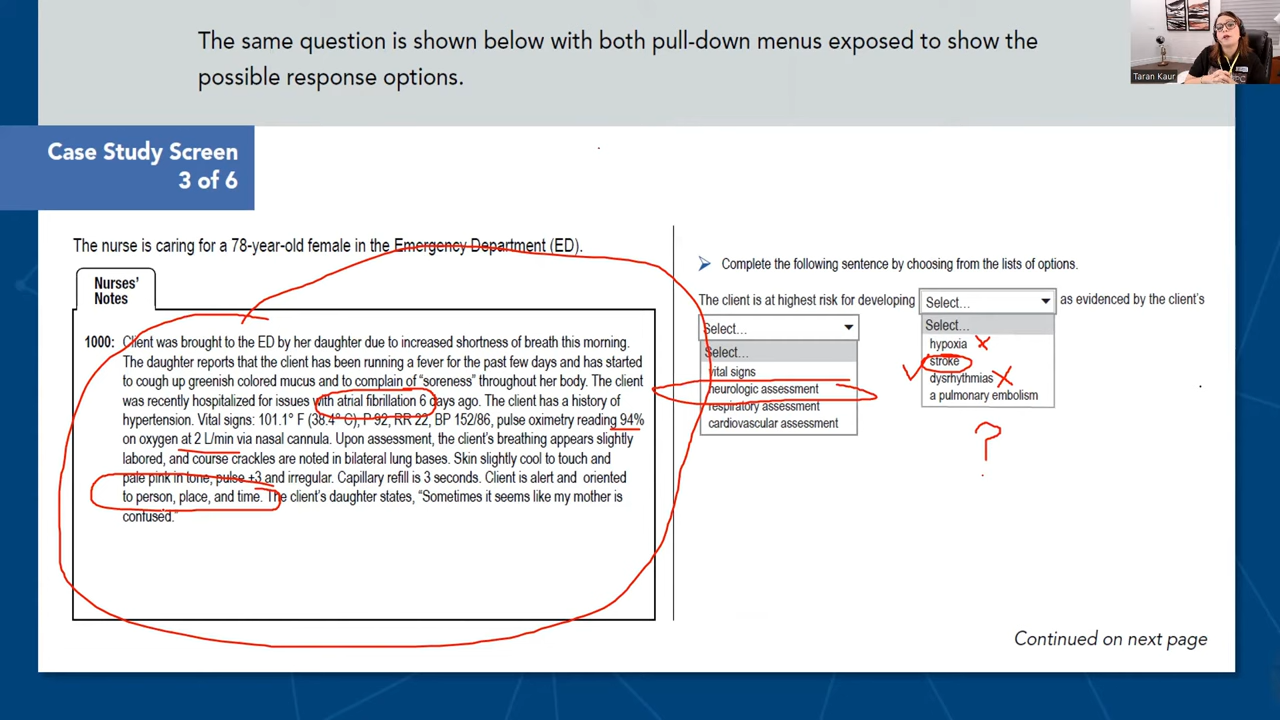 The same question is shown below with both pull-down menus exposed to show the
possible response options.
Taran Kaur
Case Study Screen
3 of 6
The nurse is caring for a 78-year-old female in the Emergency Department (ED).
Nurses'
Notes
1000: Client was brought to the ED by her daughter due to increased shortness of breath this morning.
The daughter reports that the client has been running a fever for the past few days and has started
to cough up greenish colored mucus and to complain of "soreness" throughout her body. The client
was recently hospitalized for issues with atrial fibrillation 6 days ago. The client has a history of
hypertension. Vital signs: 101.1° F (38.4° C), P 92, RR 22, BP 152/86, pulse oximetry reading 94%
on oxygen at 2 L/min via nasal cannula. Upon assessment, the client's breathing appears slightly
labored, and course crackles are noted in bilateral lung bases. Skin slightly cool to touch and
pale pink in tone, pulse +3 and irregular. Capillary refill is 3 seconds. Client is alert and oriented
to person, place, and time. The client's daughter states, "Sometimes it seems like my mother is
confused."
Complete the following sentence by choosing from the lists of options.
The client is at highest risk for developing Select... as evidenced by the client's
Select...
Select...
vital signs
neurologic assessment
respiratory assessment
cardiovascular assessment
Select...
hypoxia
stroke
dysrhythmias
a pulmonary embolism
?
Continued on next page